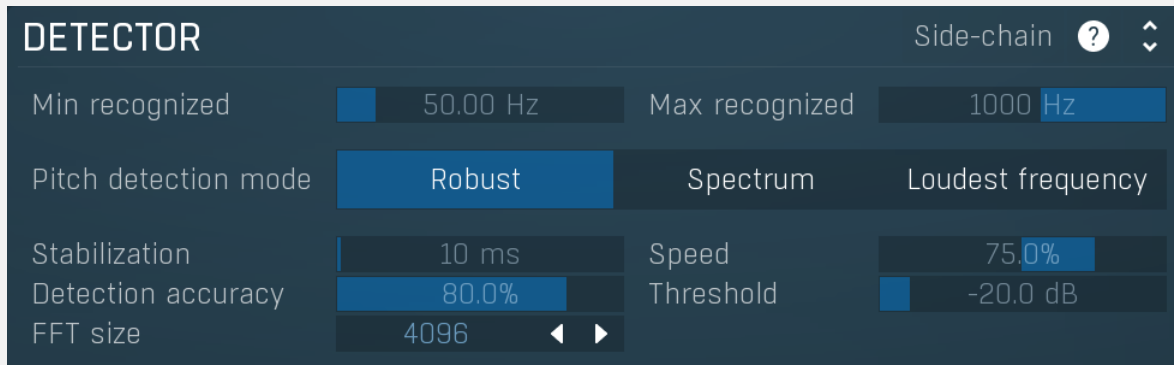 DETECTOR Side-chain ?
Min recognized 50.00 Hz Max recognized 1000 Hz
Pitch detection mode Robust Spectrum Loudest frequency
Stabilization 10 ms Speed 75.0%
Detection accuracy 80.0% Threshold -20.0 dB
FFT size 4096